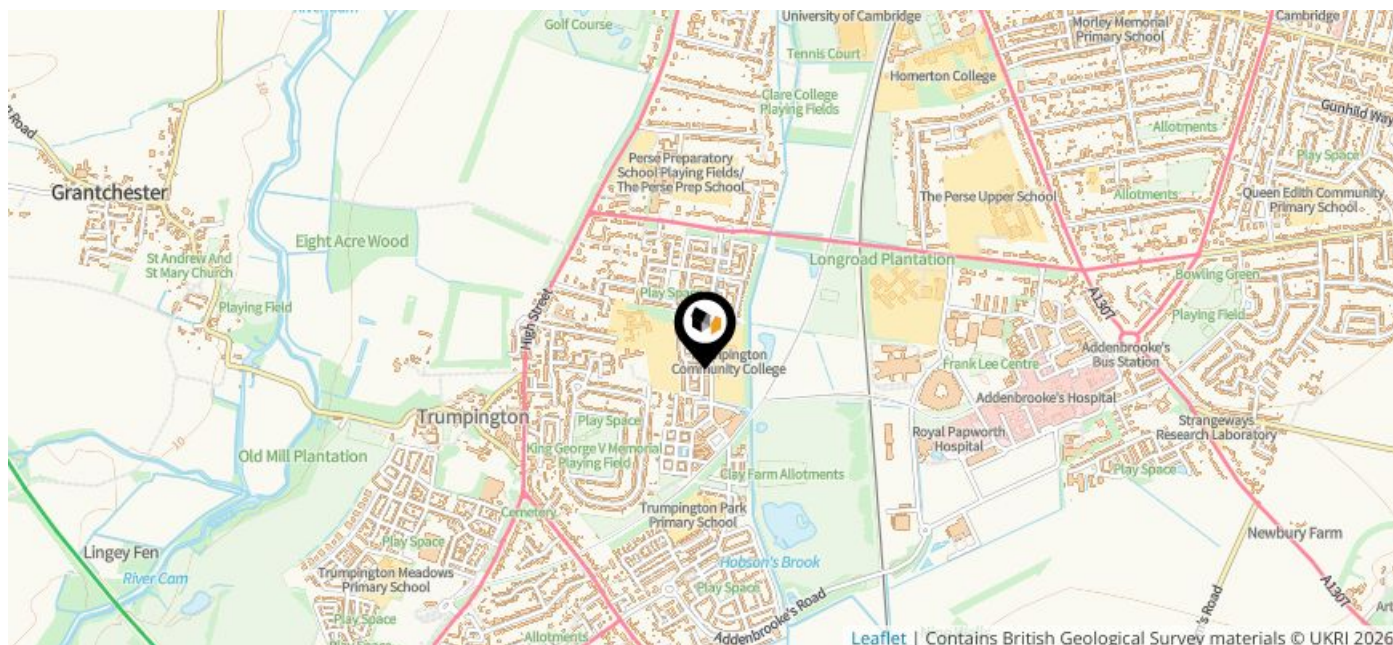 River Cam
Golf Course
University of Cambridge
Tennis Court
Morley Memorial
Primary School
Cambridge
Homerton College
Clare College
Playing Fields
Gunhild Way
Allotments
Play Space
Road
Grantchester
Perse Preparatory
School Playing Fields/
The Perse Prep School
The Perse Upper School
Allotments
Queen Edith Community
Primary School
Eight Acre Wood
St Andrew And
St Mary Church
Playing Field
Longroad Plantation
Bowling Green
Play Space
High Street
A1307
Playing Field
Addenbrooke's
Bus Station
Community College
Frank Lee Centre
Addenbrooke's Hospital
Trumpington
Play Space
Royal Papworth
Hospital
Strangeways
Research Laboratory
Old Mill Plantation
King George V Memorial
Playing Field
Clay Farm Allotments
Play Space
Cemetery
Trumpington Park
Primary School
Newbury Farm
Lingey Fen
Play Space
Hobson's Brook
River Cam
Trumpington Meadows
Primary School
Play Space
A1307
Play Space
Allotments
Addenbrooke's Road
Road
Leaflet | Contains British Geological Survey materials © UKRI 2026